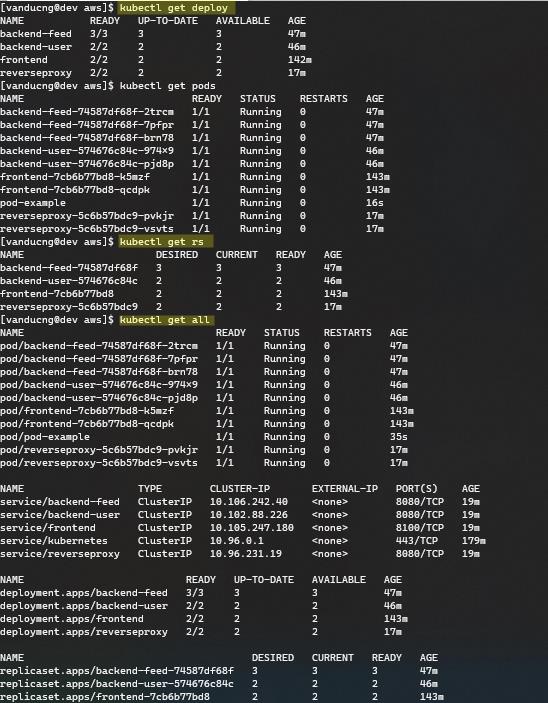 [vanducng@dev aws]$ kubectl get deploy
NAME READY UP-TO-DATE AVAILABLE AGE
backend-feed 3/3 3 3 47m
backend-user 2/2 2 2 46m
frontend 2/2 2 2 142m
reverseproxy 2/2 2 2 17m
[vanducng@dev aws]$ kubectl get pods
NAME READY STATUS RESTARTS AGE
backend-feed-74587df68f-2trcm 1/1 Running 0 47m
backend-feed-74587df68f-7pfpr 1/1 Running 0 47m
backend-feed-74587df68f-brn78 1/1 Running 0 47m
backend-user-574676c84c-974×9 1/1 Running 0 46m
backend-user-574676c84c-pjd8p 1/1 Running 0 46m
frontend-7cb6b77bd8-k5mzf 1/1 Running 0 143m
frontend-7cb6b77bd8-qcdpk 1/1 Running 0 143m
pod-example 1/1 Running 0 16s
reverseproxy-5c6b57bdc9-pvkjr 1/1 Running 0 17m
reverseproxy-5c6b57bdc9-vsvts 1/1 Running 0 17m
[vanducng@dev aws]$ kubectl get rs
NAME DESIRED CURRENT READY AGE
backend-feed-74587df68f 3 3 3 47m
backend-user-574676c84c 2 2 2 46m
frontend-7cb6b77bd8 2 2 2 143m
reverseproxy-5c6b57bdc9 2 2 2 17m
[vanducng@dev aws]$ kubectl get all
NAME READY STATUS RESTARTS AGE
pod/backend-feed-74587df68f-2trcm 1/1 Running 0 47m
pod/backend-feed-74587df68f-7pfpr 1/1 Running 0 47m
pod/backend-feed-74587df68f-brn78 1/1 Running 0 47m
pod/backend-user-574676c84c-974×9 1/1 Running 0 46m
pod/backend-user-574676c84c-pjd8p 1/1 Running 0 46m
pod/frontend-7cb6b77bd8-k5mzf 1/1 Running 0 143m
pod/frontend-7cb6b77bd8-qcdpk 1/1 Running 0 143m
pod/pod-example 1/1 Running 0 35s
pod/reverseproxy-5c6b57bdc9-pvkjr 1/1 Running 0 17m
pod/reverseproxy-5c6b57bdc9-vsvts 1/1 Running 0 17m
NAME TYPE CLUSTER-IP EXTERNAL-IP PORT(S) AGE
service/backend-feed ClusterIP 10.106.242.40 <none> 8080/TCP 19m
service/backend-user ClusterIP 10.102.88.226 <none> 8080/TCP 19m
service/frontend ClusterIP 10.105.247.180 <none> 8100/TCP 19m
service/kubernetes ClusterIP 10.96.0.1 <none> 443/TCP 179m
service/reverseproxy ClusterIP 10.96.231.19 <none> 8080/TCP 19m
NAME READY UP-TO-DATE AVAILABLE AGE
deployment.apps/backend-feed 3/3 3 3 47m
deployment.apps/backend-user 2/2 2 2 46m
deployment.apps/frontend 2/2 2 2 143m
deployment.apps/reverseproxy 2/2 2 2 17m
NAME DESIRED CURRENT READY AGE
replicaset.apps/backend-feed-74587df68f 3 3 3 47m
replicaset.apps/backend-user-574676c84c 2 2 2 46m
replicaset.apps/frontend-7cb6b77bd8 2 2 2 143m